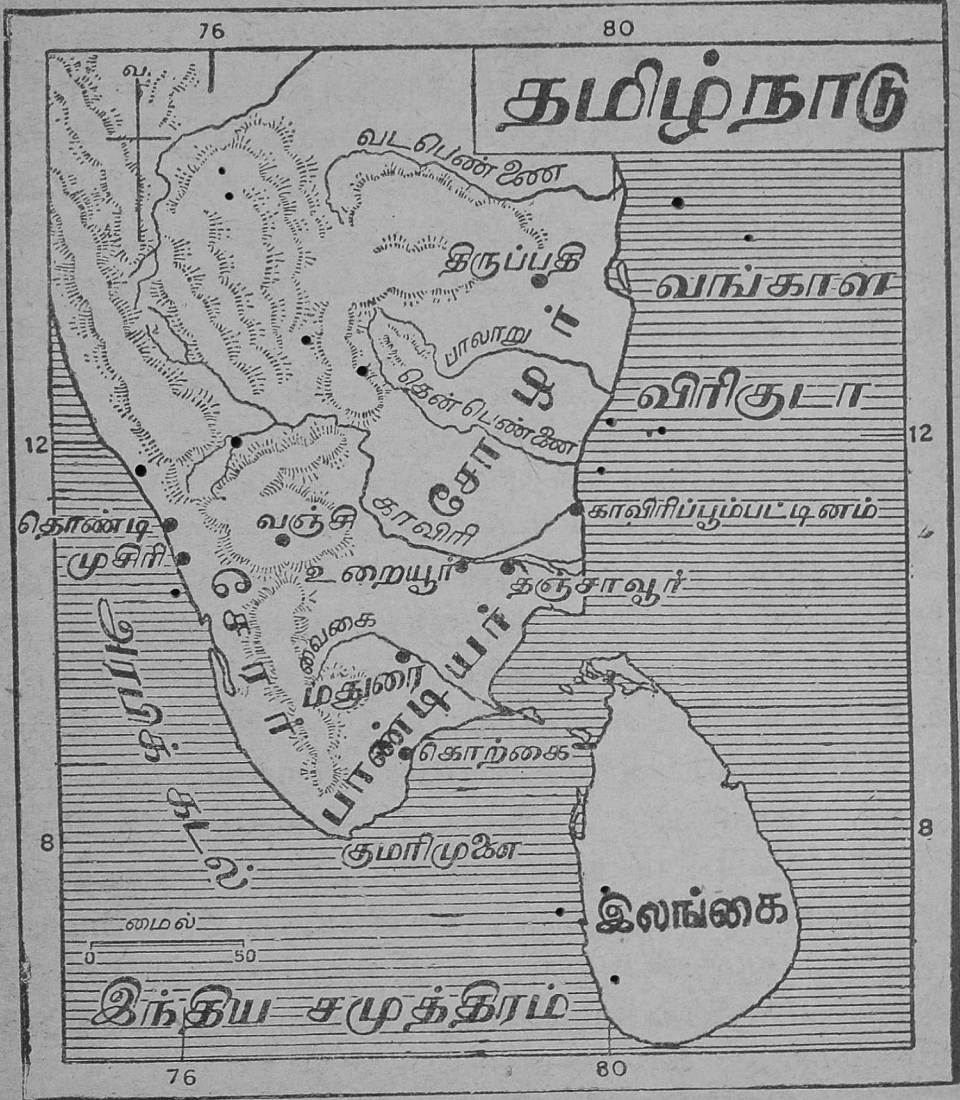 76 80
தமிழ்நாடு
வ.
வடபெண்ணை
திருப்பதி
வங்காள
பாலாறு
விரிகுடா
தென்பெண்ணை
சோழர்
12 12
காவிரி
காவிரிப்பூம்பட்டினம்
தொண்டி
வஞ்சி
முசிரி
உறையூர்
தஞ்சாவூர்
சேரர்
வைகை
மதுரை
பாண்டியர்
கொற்கை
கடல்
8 8
குமரிமுனை
இலங்கை
மைல்
0 50
இந்திய சமுத்திரம்
76 80